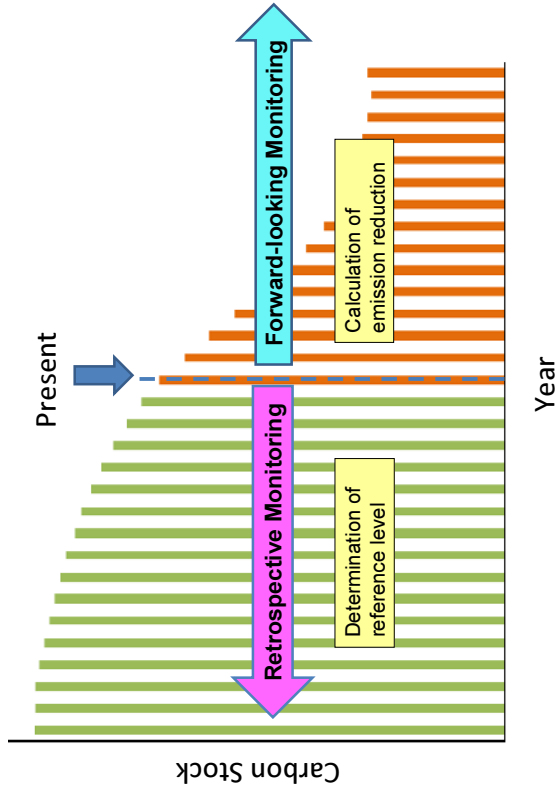 Present
Retrospective Monitoring
Forward-looking Monitoring
Determination of
reference level
Calculation of
emission reduction
Carbon Stock
Year